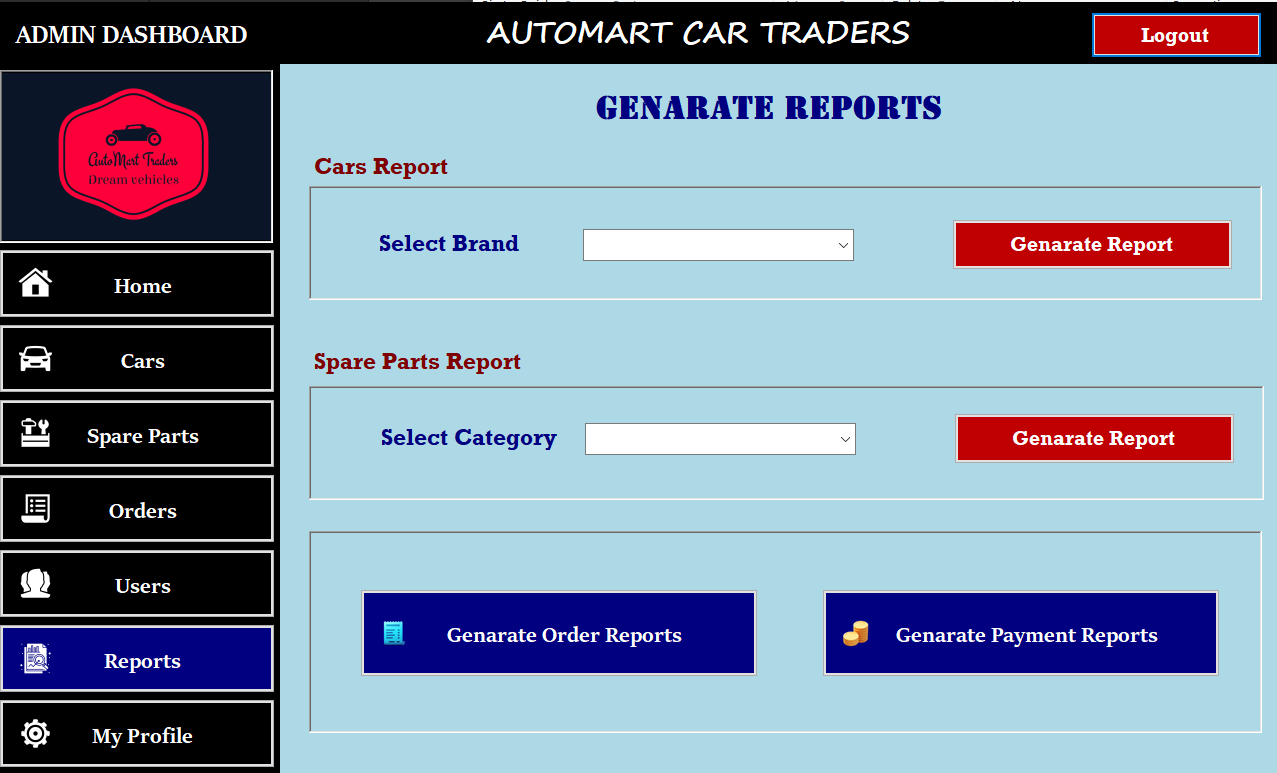 ADMIN DASHBOARD
AUTOMART CAR TRADERS
Logout
AutoMart Traders
Dream vehicles
GENARATE REPORTS
Cars Report
Select Brand
Genarate Report
Home
Cars
Spare Parts Report
Select Category
Genarate Report
Spare Parts
Orders
Users
Genarate Order Reports
Genarate Payment Reports
Reports
My Profile